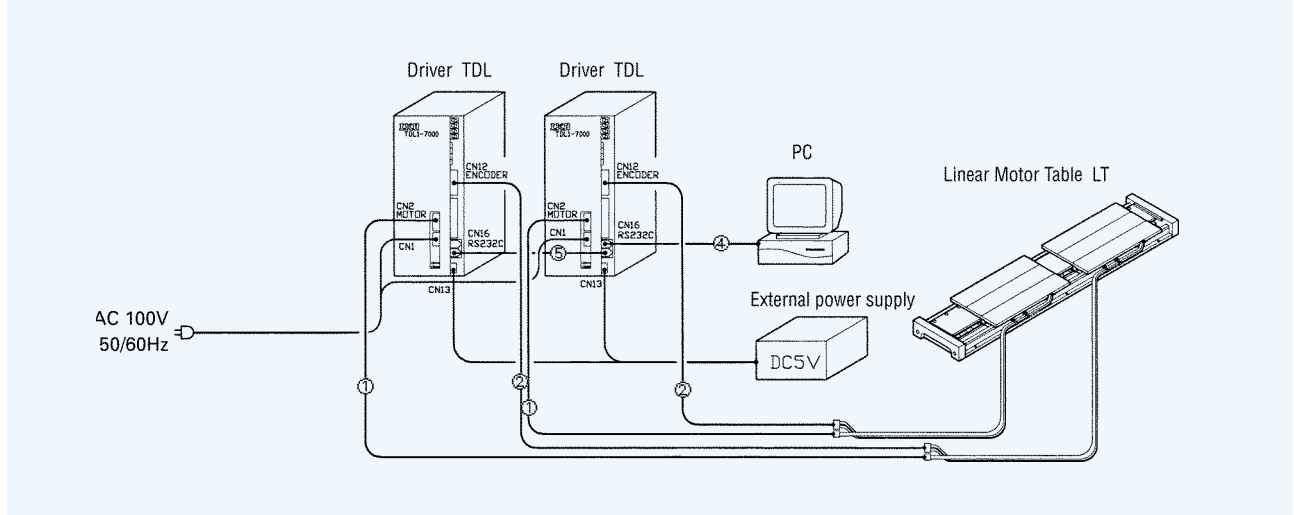 Driver TDL
Driver TDL
IKO
TDL1-7000
IKO
TDL1-7000
CN12
ENCODER
CN12
ENCODER
PC
Linear Motor Table LT
CN2
MOTOR
CN2
MOTOR
CN1
CN16
RS232C
CN1
CN16
RS232C
④
⑤
CN13
CN13
External power supply
AC 100V
50/60Hz
DC5V
①
②
①
②